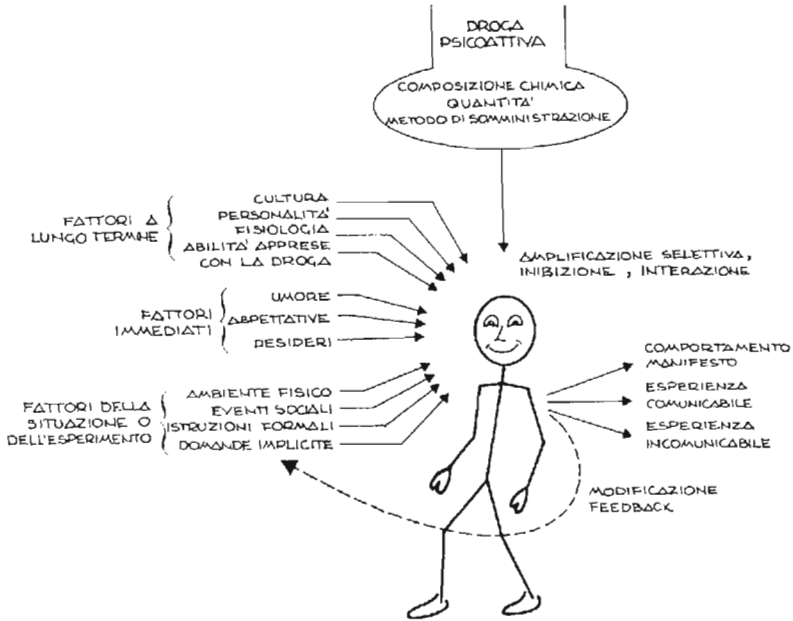 DROGA
PSICOATTIVA
COMPOSIZIONE CHIMICA
QUANTITA'
METODO DI SOMMINISTRAZIONE
FATTORI A
LUNGO TERMINE
CULTURA
PERSONALITA'
FISIOLOGIA
ABILITA' APPRESE
CON LA DROGA
AMPLIFICAZIONE SELETTIVA,
INIBIZIONE, INTERAZIONE
FATTORI
IMMEDIATI
UMORE
ASPETTATIVE
DESIDERI
FATTORI DELLA
SITUAZIONE O
DELL'ESPERIMENTO
AMBIENTE FISICO
EVENTI SOCIALI
ISTRUZIONI FORMALI
DOMANDE IMPLICITE
COMPORTAMENTO
MANIFESTO
ESPERIENZA
COMUNICABILE
ESPERIENZA
INCOMUNICABILE
MODIFICAZIONE
FEEDBACK